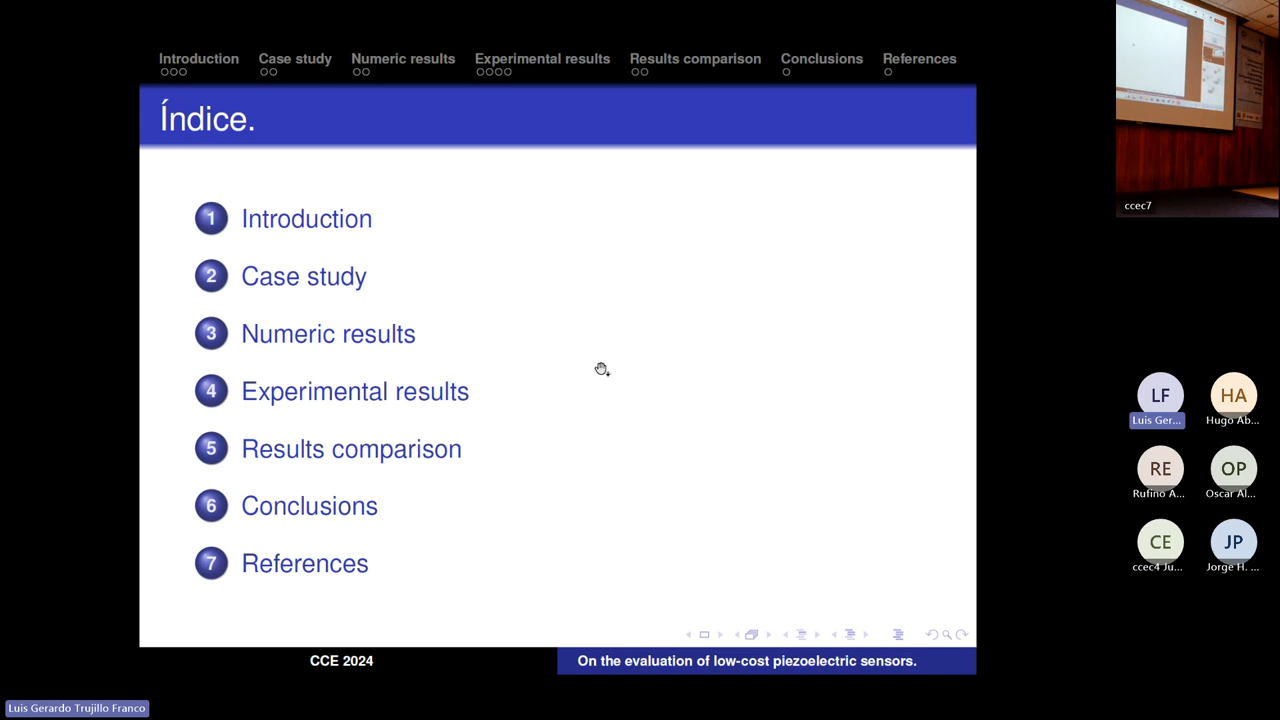 Introduction Case study Numeric results Experimental results Results comparison Conclusions References
Índice.
1 Introduction
2 Case study
3 Numeric results
4 Experimental results
5 Results comparison
6 Conclusions
7 References
CCE 2024 On the evaluation of low-cost piezoelectric sensors.
ccec7
LF HA
Luis Ger... Hugo Ab...
RE OP
Rufino A... Oscar Al...
CE JP
ccec4 Ju... Jorge H. ...
Luis Gerardo Trujillo Franco